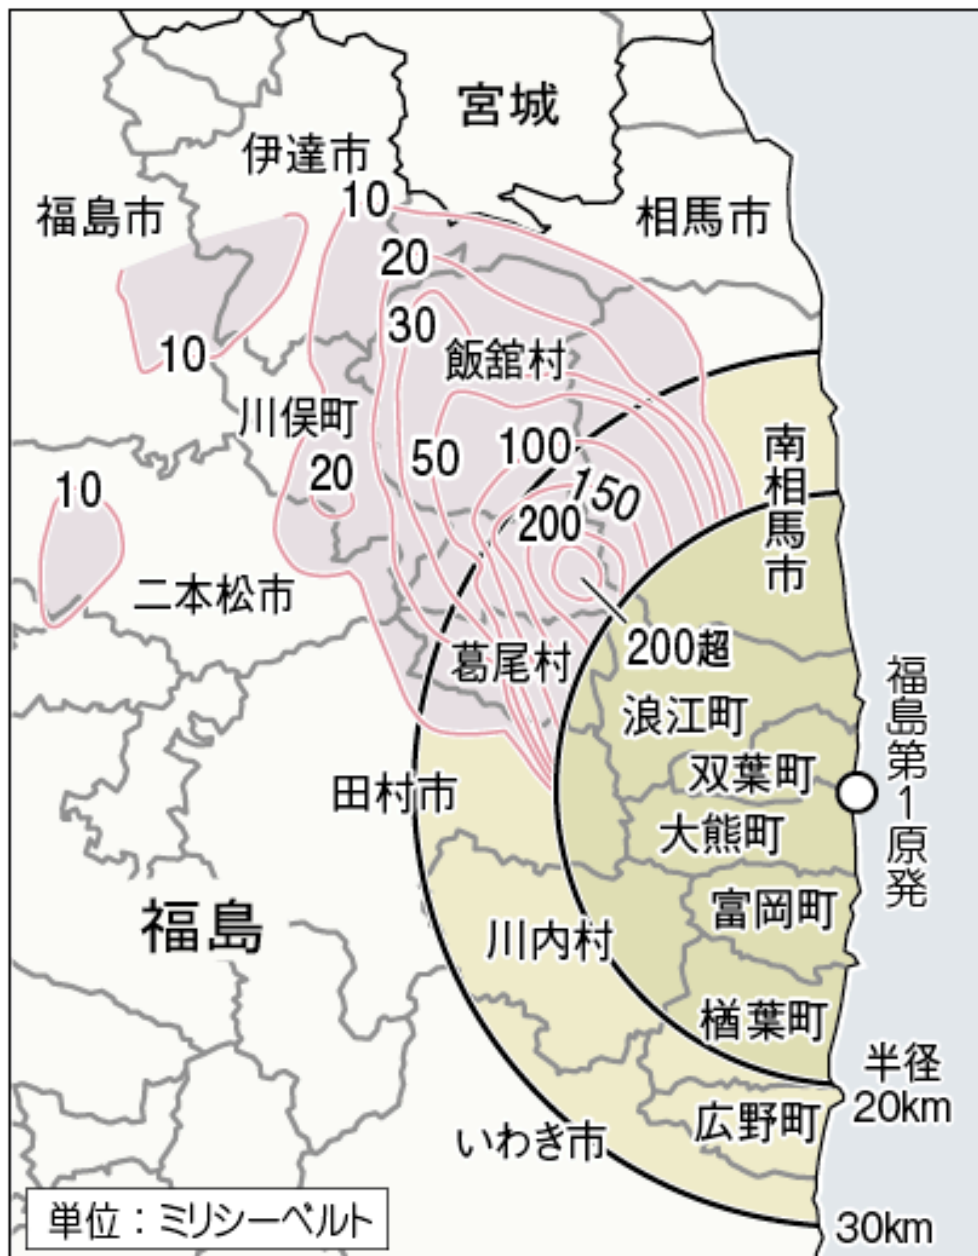 宮城
伊達市
福島市
相馬市
10
20
10
30
飯舘村
川俣町
20
50
100
150
200
10
南相馬市
二本松市
200超
葛尾村
浪江町
双葉町
福島第1原発
田村市
大熊町
福島
富岡町
川内村
楢葉町
半径
20km
広野町
いわき市
単位：ミリシーベルト
30km